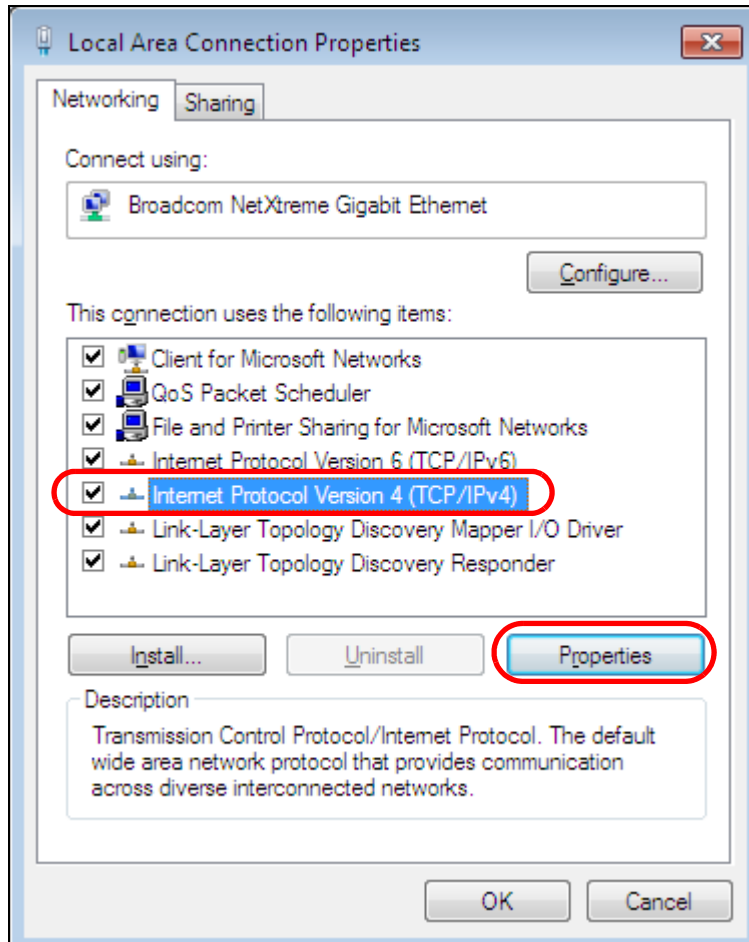 Local Area Connection Properties
Networking
Sharing
Connect using:
Broadcom NetXtreme Gigabit Ethernet
Configure...
This connection uses the following items:
Client for Microsoft Networks
QoS Packet Scheduler
File and Printer Sharing for Microsoft Networks
Internet Protocol Version 6 (TCP/IPv6)
Internet Protocol Version 4 (TCP/IPv4)
Link-Layer Topology Discovery Mapper I/O Driver
Link-Layer Topology Discovery Responder
Install...
Uninstall
Properties
Description
Transmission Control Protocol/Internet Protocol. The default
wide area network protocol that provides communication
across diverse interconnected networks.
OK
Cancel